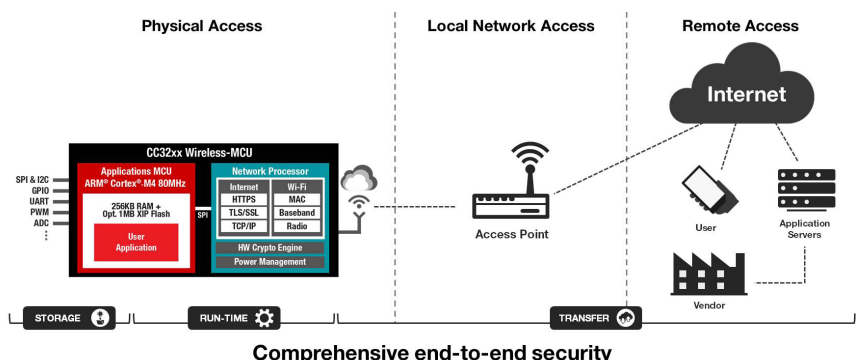 Physical Access
Local Network Access
Remote Access
Internet
CC32xx Wireless-MCU
Applications MCU
ARM® Cortex®-M4 80MHz
256KB RAM +
Opt. 1MB XIP Flash
User
Application
SPI & I2C
GPIO
UART
PWM
ADC
SPI
Network Processor
Internet
Wi-Fi
HTTPS
MAC
TLS/SSL
Baseband
TCP/IP
Radio
HW Crypto Engine
Power Management
Access Point
User
Application
Servers
Vendor
STORAGE
RUN-TIME
TRANSFER
Comprehensive end-to-end security